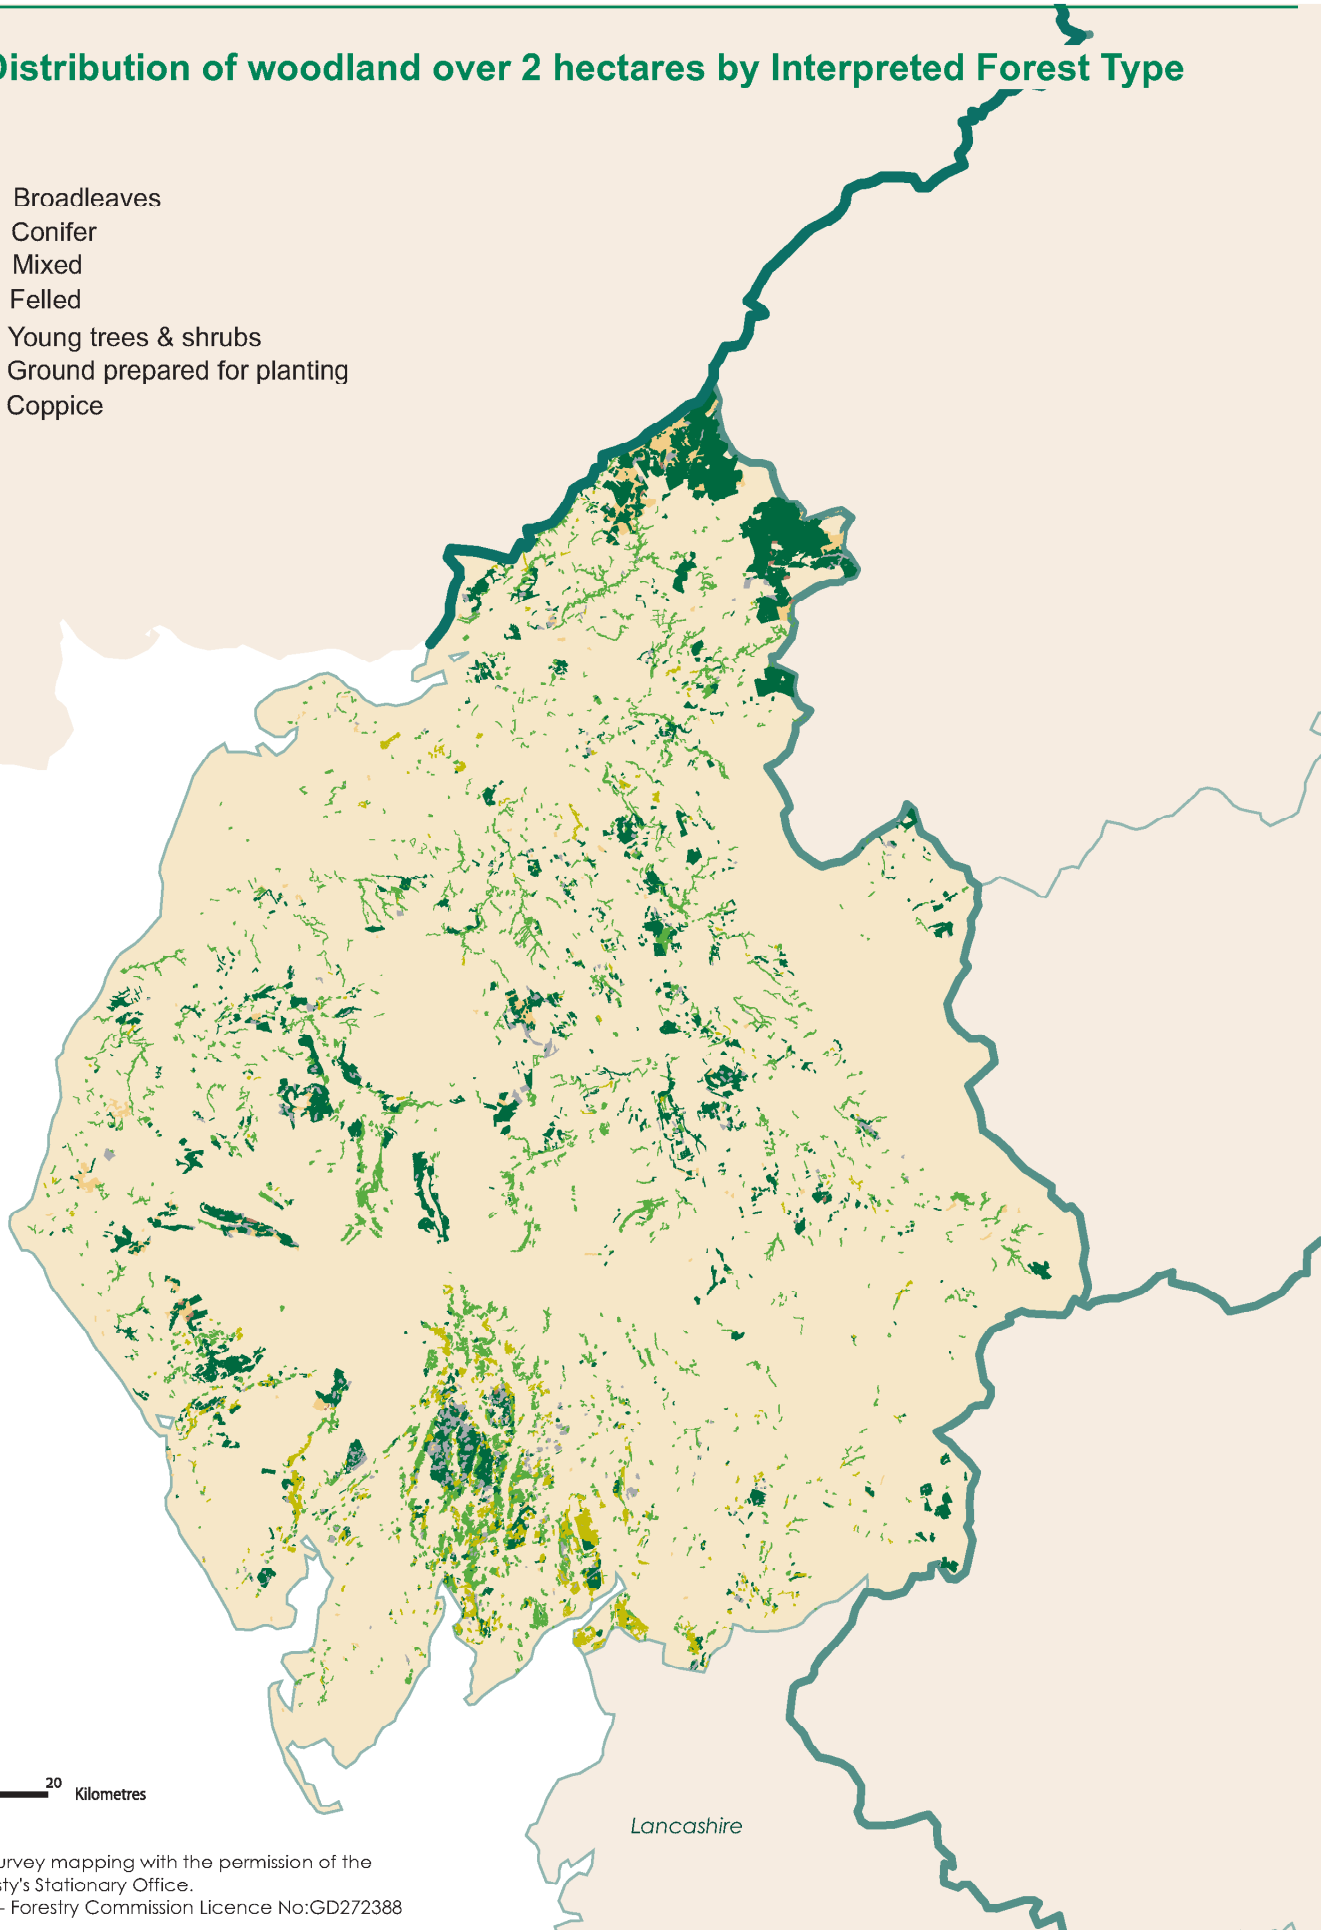 Distribution of woodland over 2 hectares by Interpreted Forest Type
Broadleaves
Conifer
Mixed
Felled
Young trees & shrubs
Ground prepared for planting
Coppice
20
Kilometres
Lancashire
urvey mapping with the permission of the
sty's Stationary Office.
- Forestry Commission Licence No:GD272388